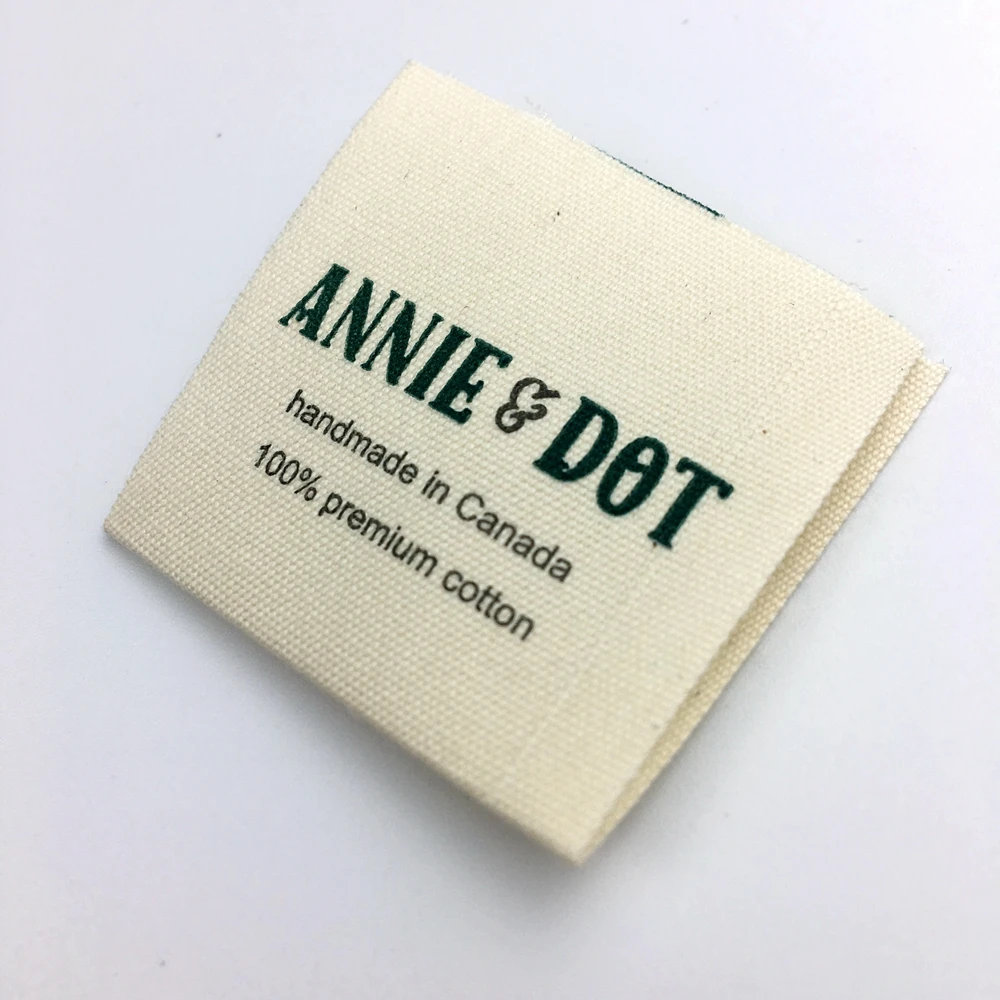 ANNIE & DOT
handmade in Canada
100% premium cotton